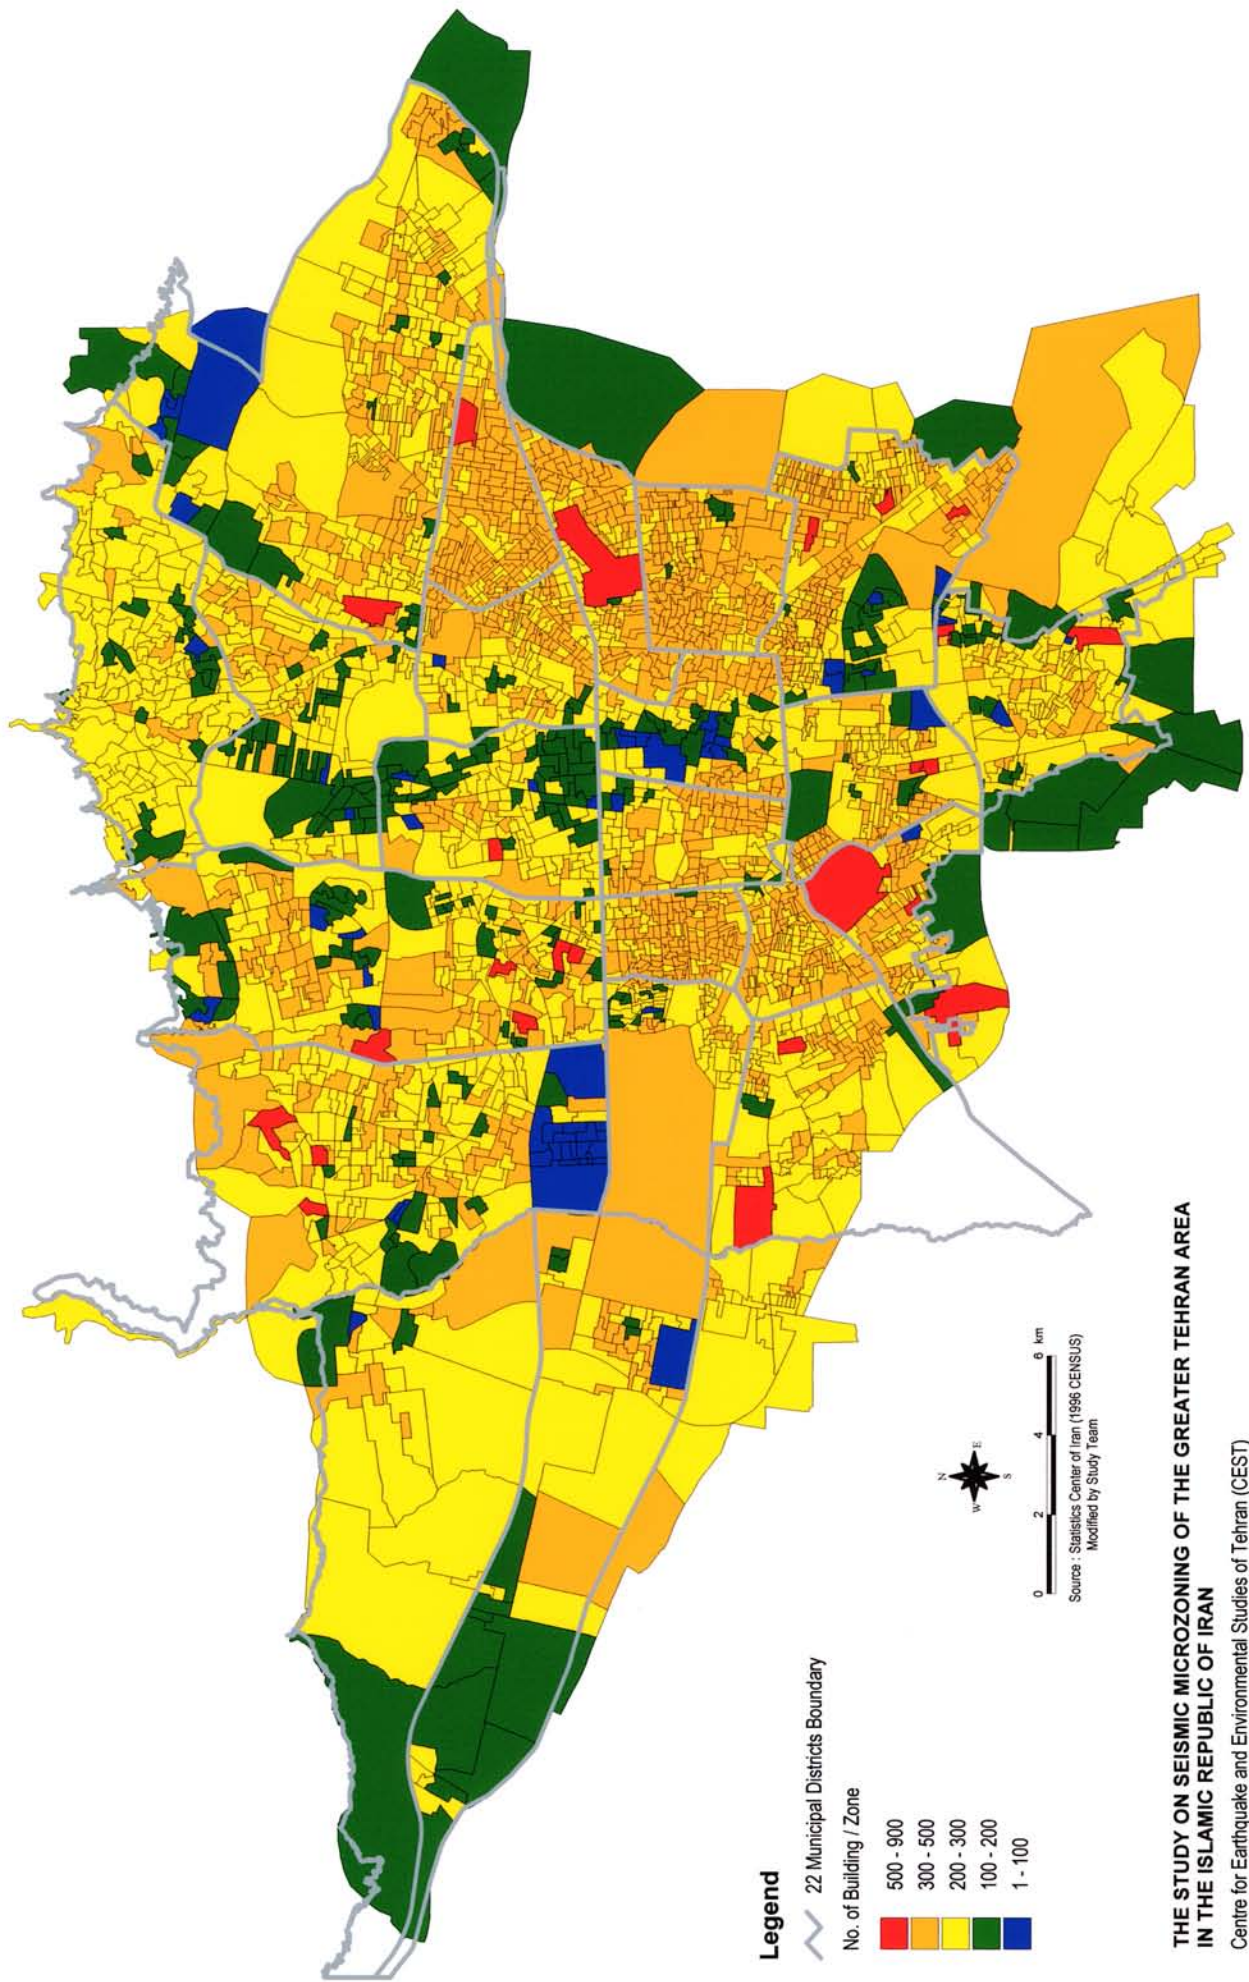 Legend
22 Municipal Districts Boundary
No. of Building / Zone
500 - 900
300 - 500
200 - 300
100 - 200
1 - 100
N
W
E
S
0 2 4 6 km
Source : Statistics Center of Iran (1996 CENSUS)
Modified by Study Team
THE STUDY ON SEISMIC MICROZONING OF THE GREATER TEHRAN AREA
IN THE ISLAMIC REPUBLIC OF IRAN
Centre for Earthquake and Environmental Studies of Tehran (CEST)